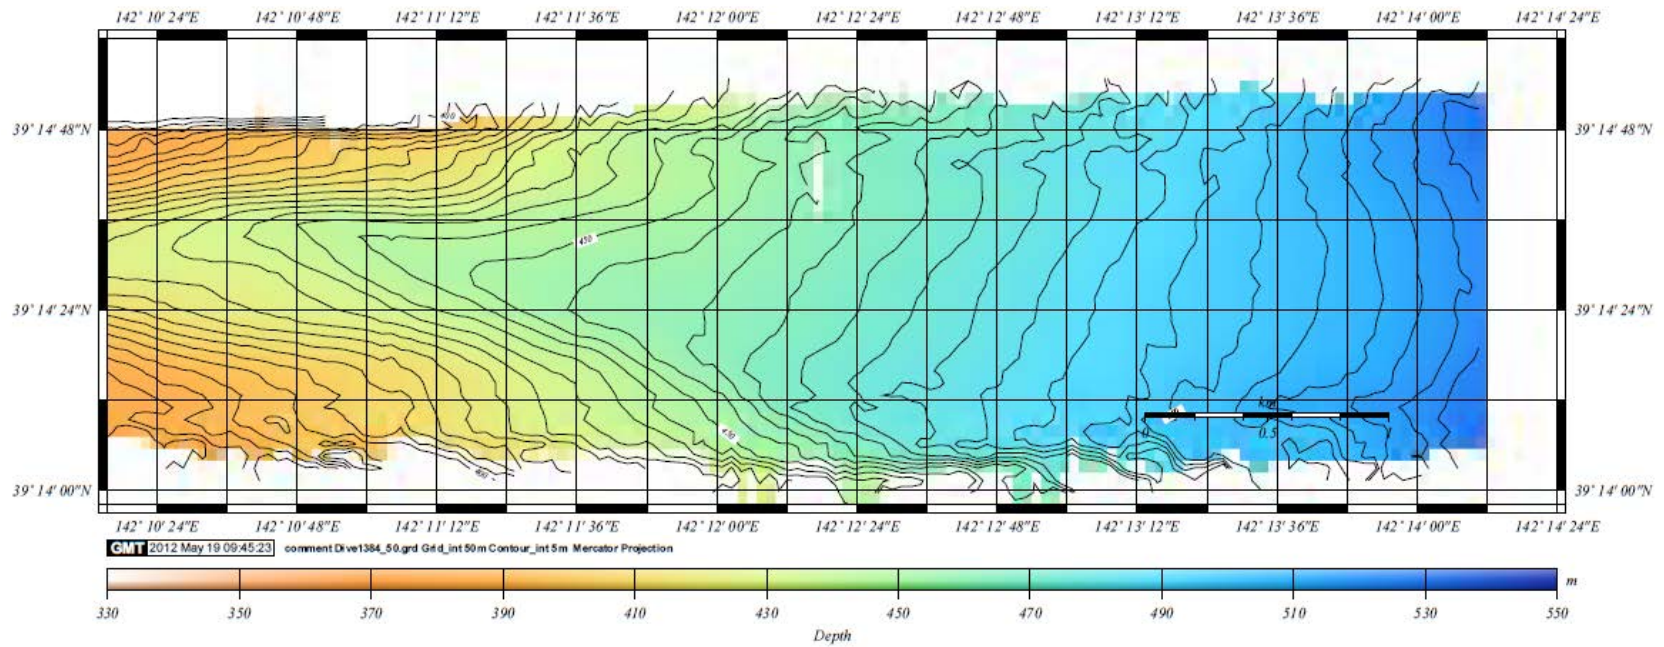 142° 10' 24"E 142° 10' 48"E 142° 11' 12"E 142° 11' 36"E 142° 12' 00"E 142° 12' 24"E 142° 12' 48"E 142° 13' 12"E 142° 13' 36"E 142° 14' 00"E 142° 14' 24"E
400
39° 14' 48"N 39° 14' 48"N
450
39° 14' 24"N 39° 14' 24"N
km
0 0.5 1
450
400
39° 14' 00"N 39° 14' 00"N
142° 10' 24"E 142° 10' 48"E 142° 11' 12"E 142° 11' 36"E 142° 12' 00"E 142° 12' 24"E 142° 12' 48"E 142° 13' 12"E 142° 13' 36"E 142° 14' 00"E 142° 14' 24"E
GMT 2012 May 19 09:45:23 comment Dive1384_50.grd Grid_int 50m Contour_int 5m Mercator Projection
m
330 350 370 390 410 430 450 470 490 510 530 550
Depth